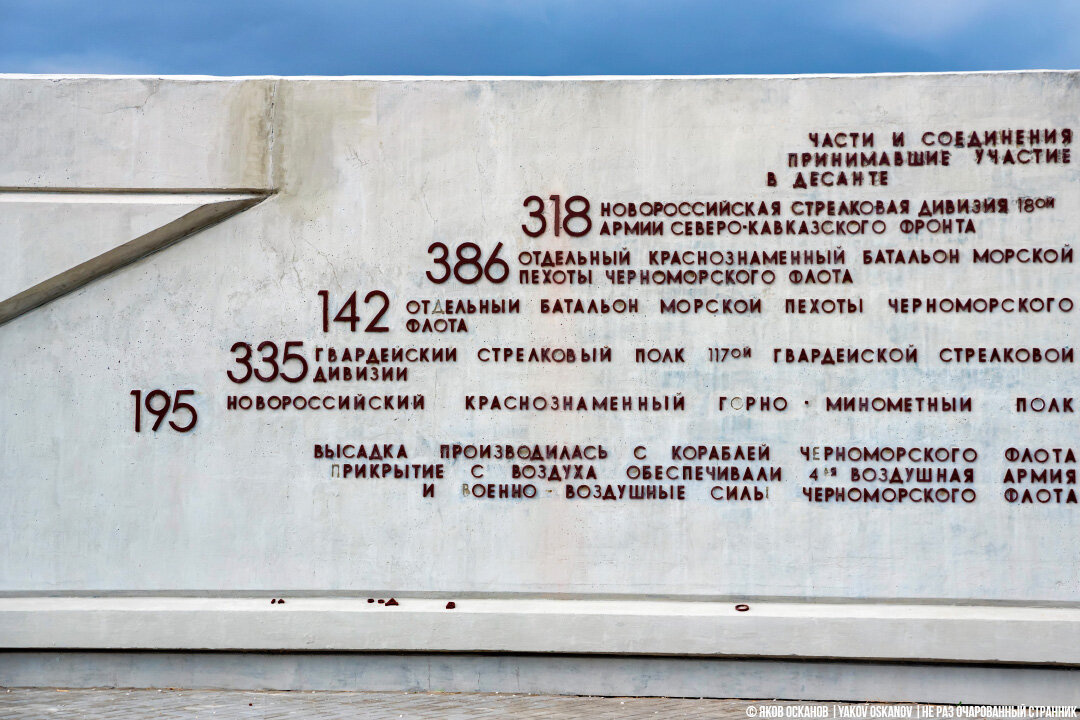 ЧАСТИ И СОЕДИНЕНИЯ
ПРИНИМАВШИЕ УЧАСТИЕ
В ДЕСАНТЕ
318 НОВОРОССИЙСКАЯ СТРЕЛКОВАЯ ДИВИЗИЯ 18ОЙ
АРМИИ СЕВЕРО-КАВКАЗСКОГО ФРОНТА
386 ОТДЕЛЬНЫЙ КРАСНОЗНАМЕННЫЙ БАТАЛЬОН МОРСКОЙ
ПЕХОТЫ ЧЕРНОМОРСКОГО ФЛОТА
142 ОТДЕЛЬНЫЙ БАТАЛЬОН МОРСКОЙ ПЕХОТЫ ЧЕРНОМОРСКОГО
ФЛОТА
335 ГВАРДЕЙСКИЙ СТРЕЛКОВЫЙ ПОЛК 117ОЙ ГВАРДЕЙСКОЙ СТРЕЛКОВОЙ
ДИВИЗИИ
195 НОВОРОССИЙСКИЙ КРАСНОЗНАМЕННЫЙ ГОРНО - МИНОМЕТНЫЙ ПОЛК
ВЫСАДКА ПРОИЗВОДИЛАСЬ С КОРАБЛЕЙ ЧЕРНОМОРСКОГО ФЛОТА
ПРИКРЫТИЕ С ВОЗДУХА ОБЕСПЕЧИВАЛИ 4АЯ ВОЗДУШНАЯ АРМИЯ
И ВОЕННО - ВОЗДУШНЫЕ СИЛЫ ЧЕРНОМОРСКОГО ФЛОТА
© ЯКОВ ОСКАНОВ | YAKOV OSKANOV | НЕ РАЗ ОЧАРОВАННЫЙ СТРАННИК